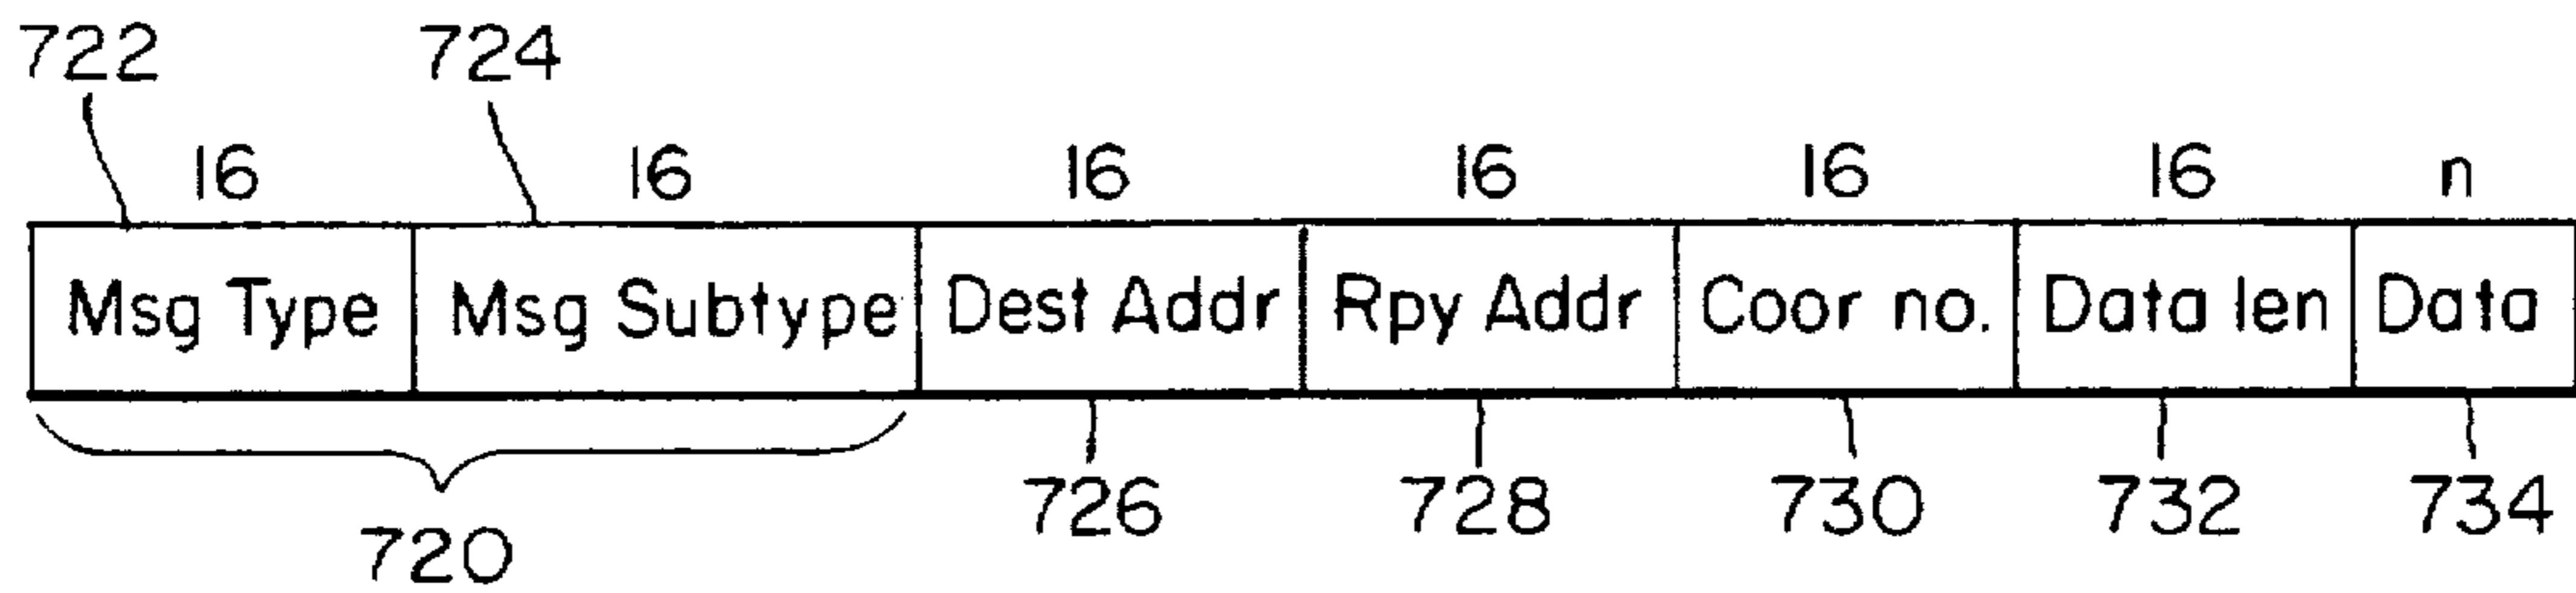 722 724
16 16 16 16 16 16 n
Msg Type Msg Subtype Dest Addr Rpy Addr Coor no. Data len Data
726 728 730 732 734
720